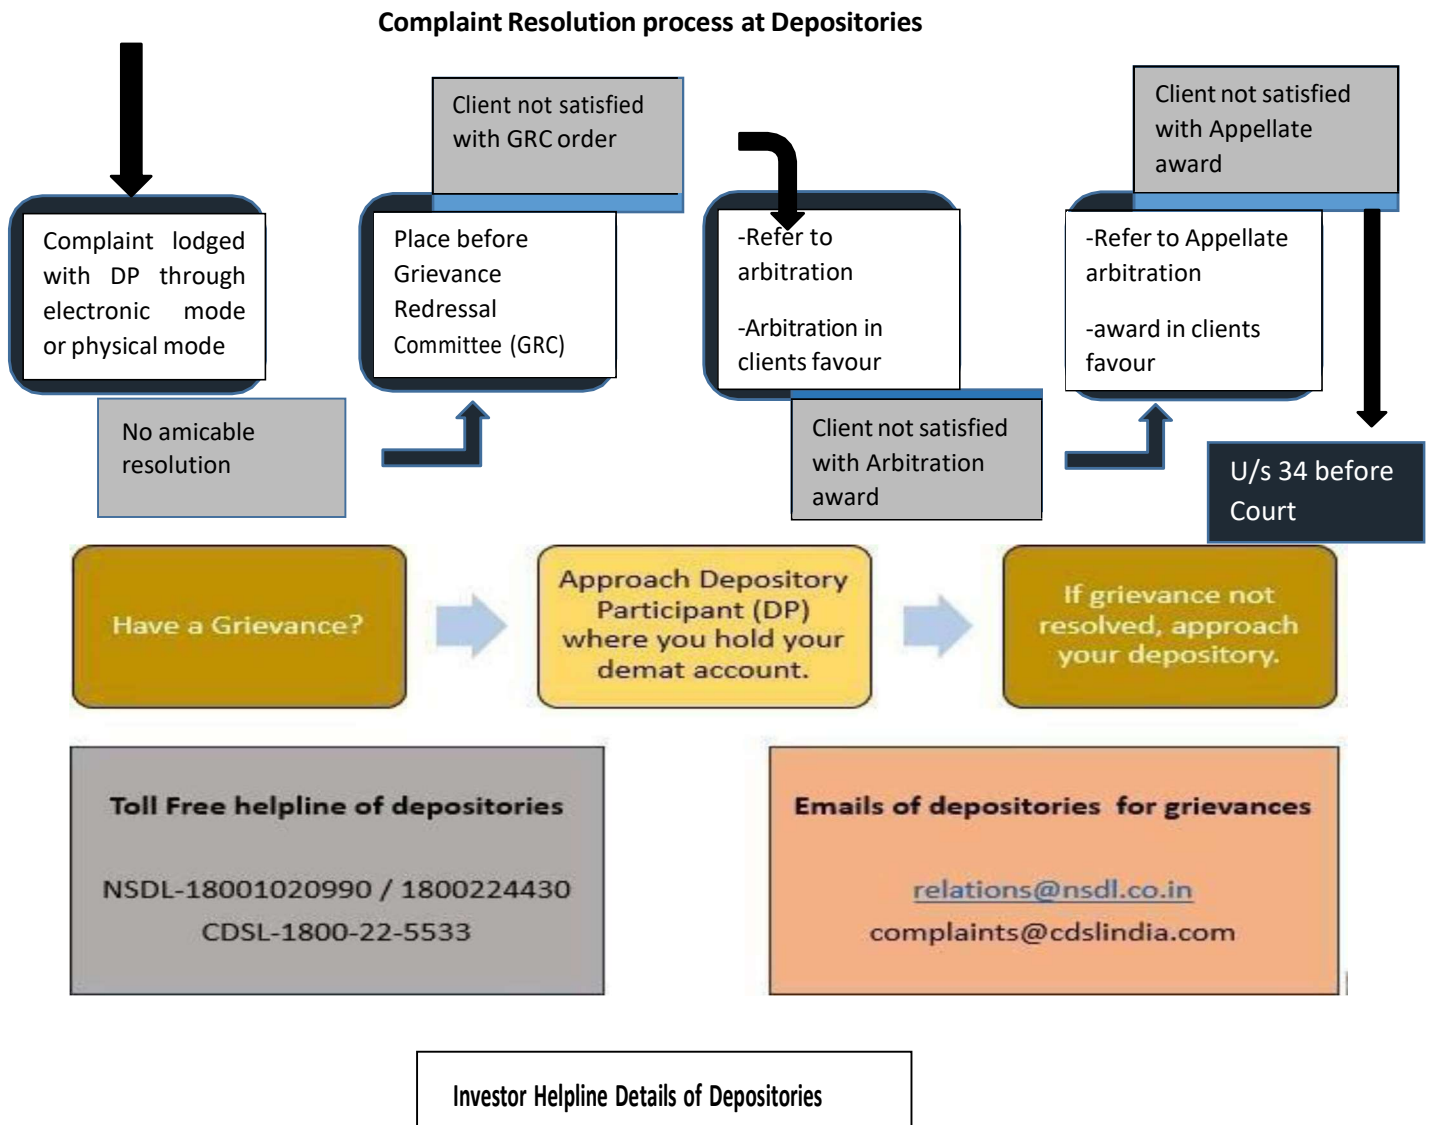 Complaint Resolution process at Depositories
Client not satisfied
with GRC order
Client not satisfied
with Appellate
award
Complaint lodged
with DP through
electronic mode
or physical mode
Place before
Grievance
Redressal
Committee (GRC)
-Refer to
arbitration
-Arbitration in
clients favour
-Refer to Appellate
arbitration
-award in clients
favour
No amicable
resolution
Client not satisfied
with Arbitration
award
U/s 34 before
Court
Have a Grievance?
Approach Depository
Participant (DP)
where you hold your
demat account.
If grievance not
resolved, approach
your depository.
Toll Free helpline of depositories
NSDL-18001020990 / 1800224430
CDSL-1800-22-5533
Emails of depositories for grievances
relations@nsdl.co.in
complaints@cdslindia.com
Investor Helpline Details of Depositories